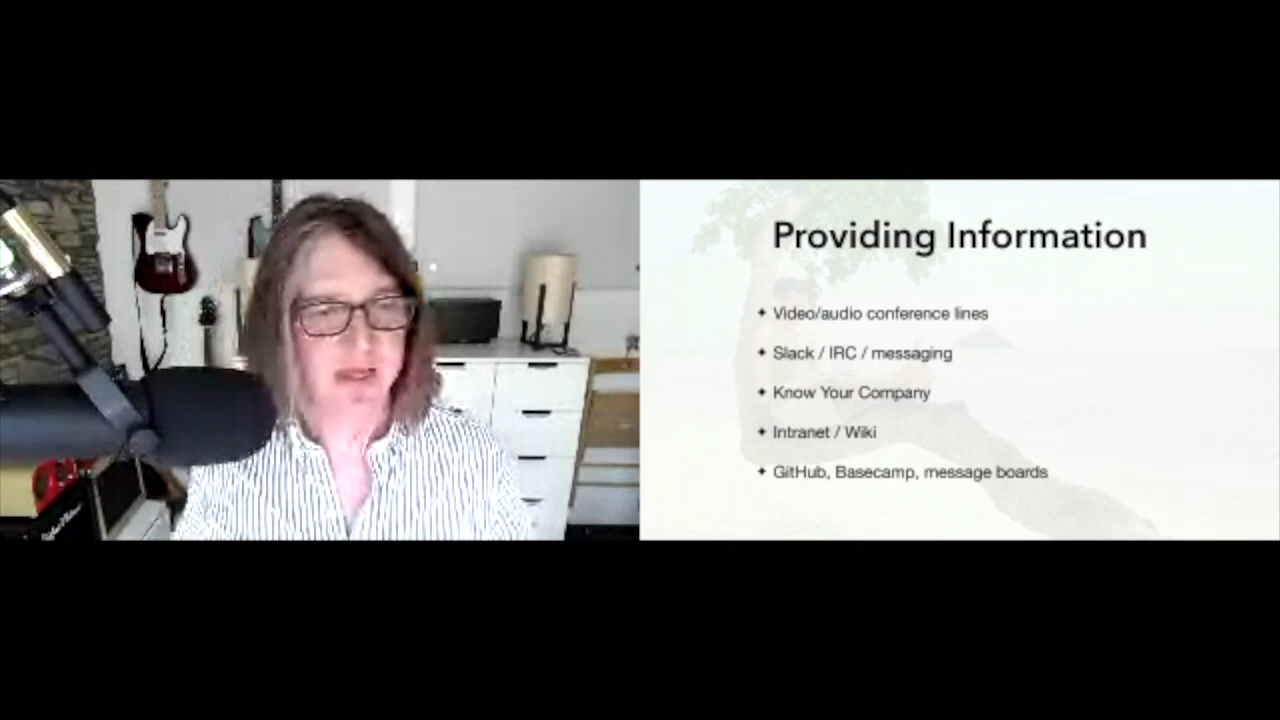 Providing Information
Video/audio conference lines
Slack / IRC / messaging
Know Your Company
Intranet / Wiki
GitHub, Basecamp, message boards